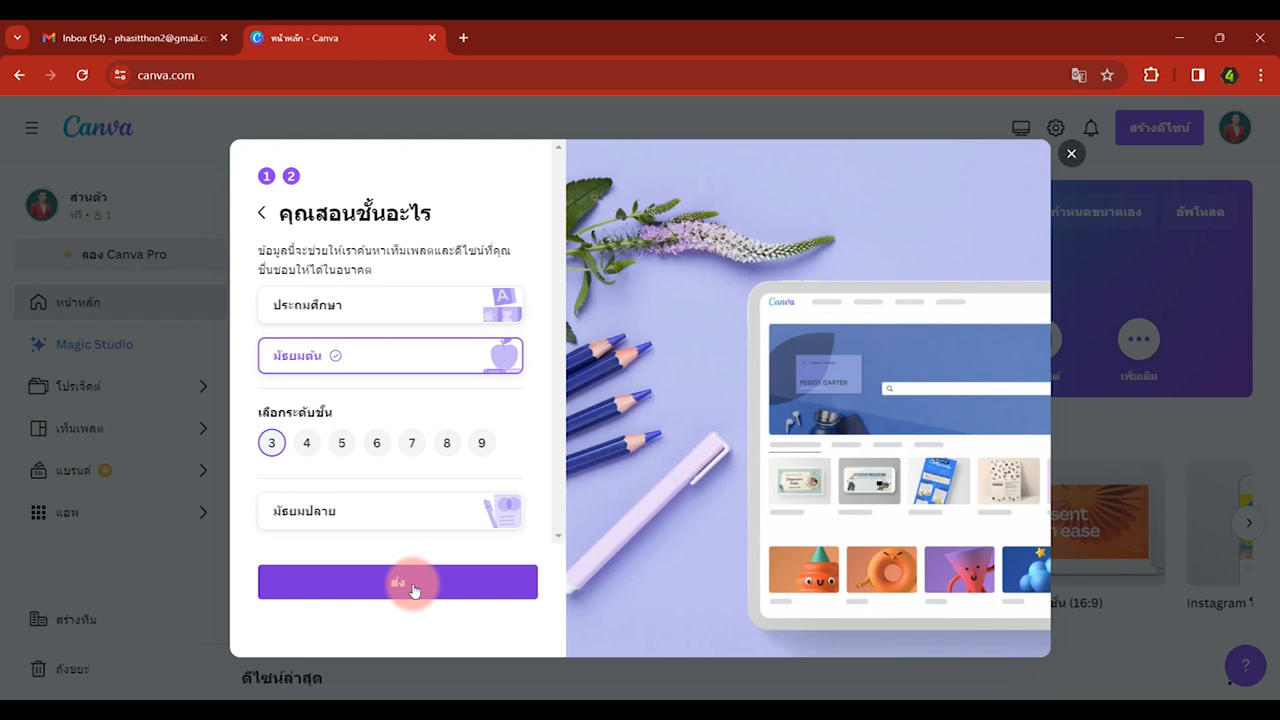 Inbox (54) - phasitthon2@gmail.cc
หน้าหลัก - Canva
canva.com
4
Canva
สร้างดีไซน์
ส่วนตัว
ฟรี • 1
ลอง Canva Pro
หน้าหลัก
Magic Studio
โปรเจ็คต์
เท็มเพลต
แบรนด์
แอพ
สร้างทีม
ถังขยะ
1 2
คุณสอนชั้นอะไร
ข้อมูลนี้จะช่วยให้เราค้นหาเท็มเพลตและดีไซน์ที่คุณ
ชื่นชอบให้ได้ในอนาคต
ประถมศึกษา
A
มัธยมต้น
เลือกระดับชั้น
3 4 5 6 7 8 9
มัธยมปลาย
ส่ง
Canva
PEGGY CARTER
กำหนดขนาดเอง
อัพโหลด
เพิ่มเติม
(16:9)
Instagram
?
ดีไซน์ล่าสุด